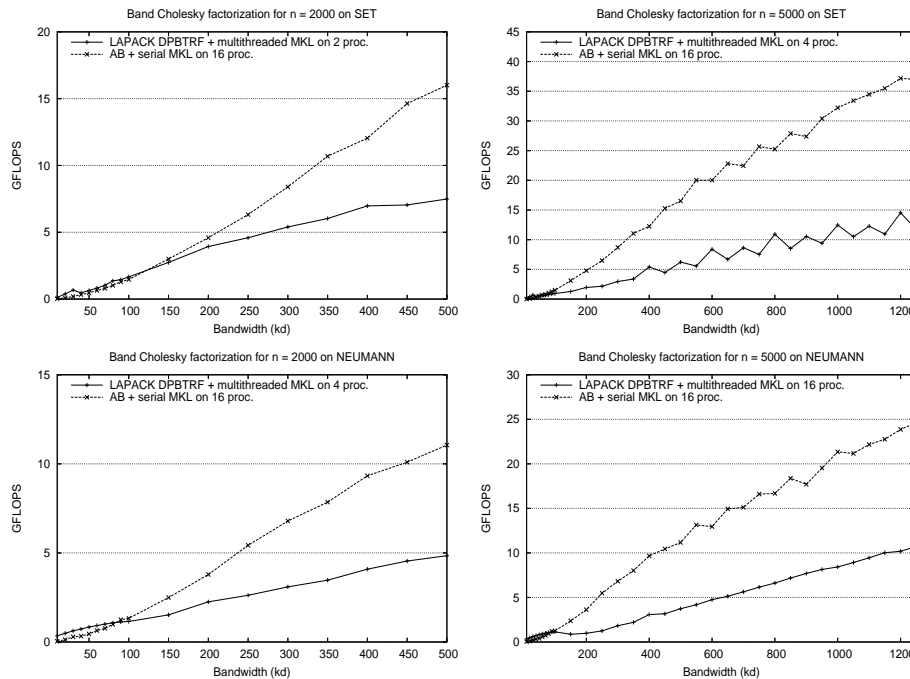 Band Cholesky factorization for n = 2000 on SET
20
15
10
5
0
GFLOPS
LAPACK DPBTRF + multithreaded MKL on 2 proc.
AB + serial MKL on 16 proc.
50 100 150 200 250 300 350 400 450 500
Bandwidth (kd)
Band Cholesky factorization for n = 5000 on SET
45
40
35
30
25
20
15
10
5
0
GFLOPS
LAPACK DPBTRF + multithreaded MKL on 4 proc.
AB + serial MKL on 16 proc.
200 400 600 800 1000 1200
Bandwidth (kd)
Band Cholesky factorization for n = 2000 on NEUMANN
15
10
5
0
GFLOPS
LAPACK DPBTRF + multithreaded MKL on 4 proc.
AB + serial MKL on 16 proc.
50 100 150 200 250 300 350 400 450 500
Bandwidth (kd)
Band Cholesky factorization for n = 5000 on NEUMANN
30
25
20
15
10
5
0
GFLOPS
LAPACK DPBTRF + multithreaded MKL on 16 proc.
AB + serial MKL on 16 proc.
200 400 600 800 1000 1200
Bandwidth (kd)